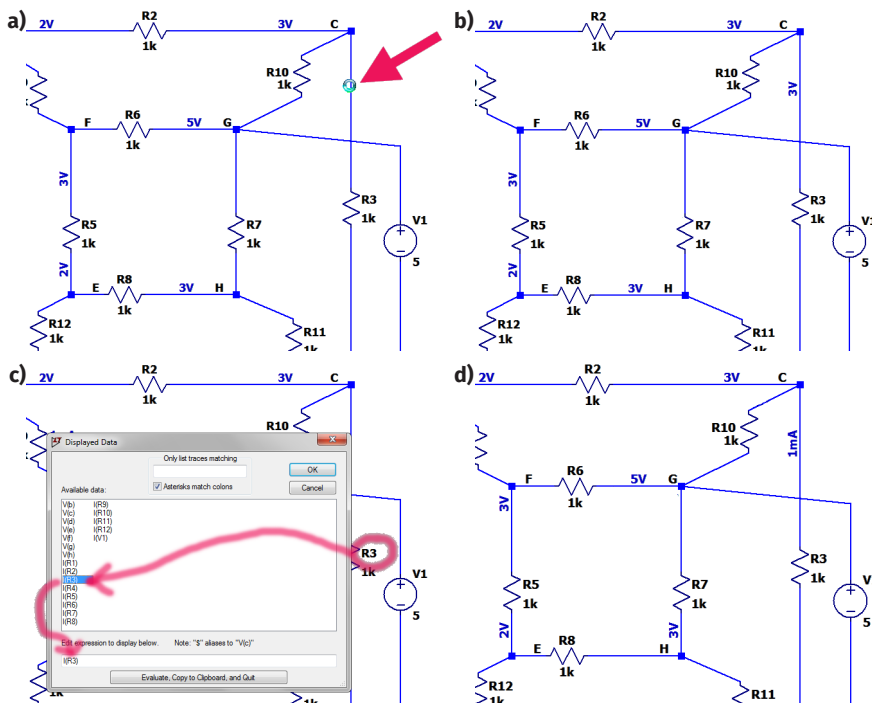 a)
2V
R2
1k
3V
C
R10
1k
F
R6
1k
5V
G
3V
R5
1k
R7
1k
R3
1k
V1
5
2V
E
R8
1k
3V
H
R12
1k
R11
b)
2V
R2
1k
3V
C
R10
1k
3V
F
R6
1k
5V
G
3V
R5
1k
R7
1k
R3
1k
V1
5
2V
E
R8
1k
3V
H
R12
1k
R11
1k
c)
2V
R2
1k
3V
C
R10
Displayed Data
Only list traces matching
OK
Asterisks match colons
Cancel
Available data:
V(b) I(R9)
V(c) I(R10)
V(d) I(R11)
V(e) I(R12)
V(f) I(V1)
V(g)
V(h)
I(R1)
I(R2)
I(R3)
I(R4)
I(R5)
I(R6)
I(R7)
I(R8)
R3
1k
V1
5
Edit expression to display below. Note: "$" aliases to "V(c)"
I(R3)
Evaluate, Copy to Clipboard, and Quit
1k
d)
2V
R2
1k
3V
C
R10
1k
1mA
F
R6
1k
5V
G
3V
R5
1k
R7
1k
R3
1k
V
5
2V
E
R8
1k
3V
H
R12
1k
R11